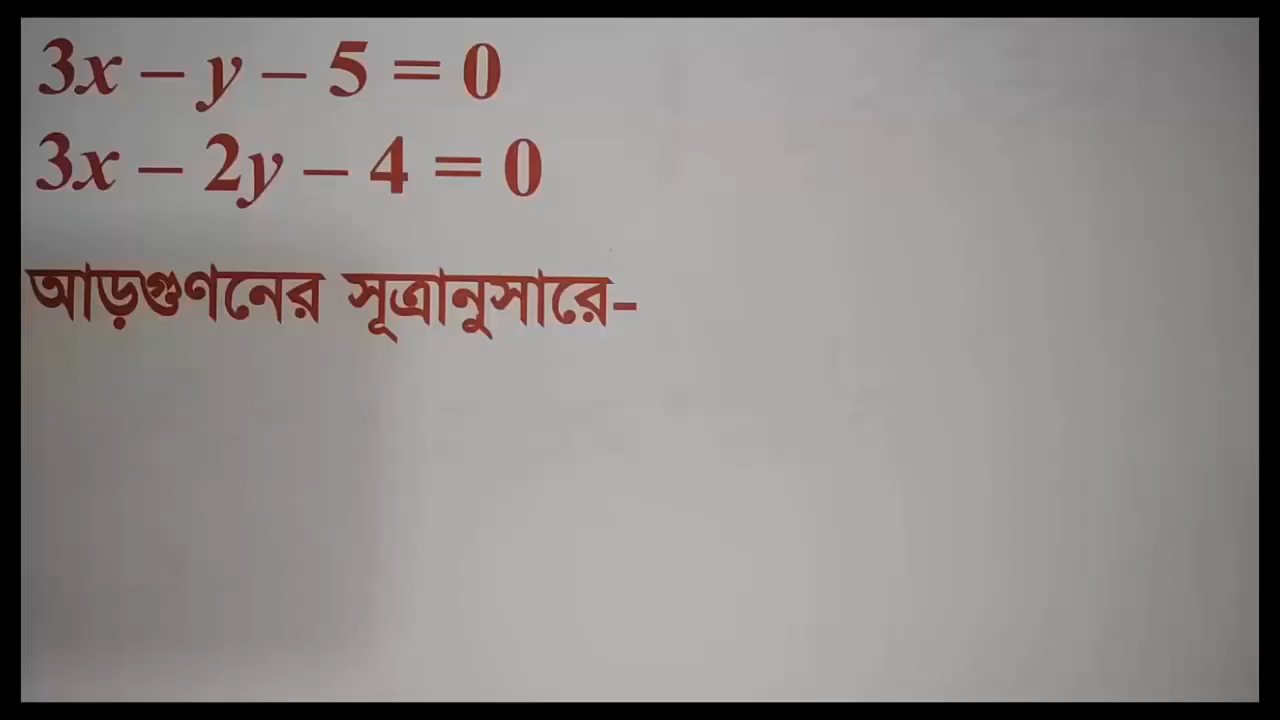 3x − y − 5 = 0
3x − 2y − 4 = 0
আড়গুণনের সূত্রানুসারে-